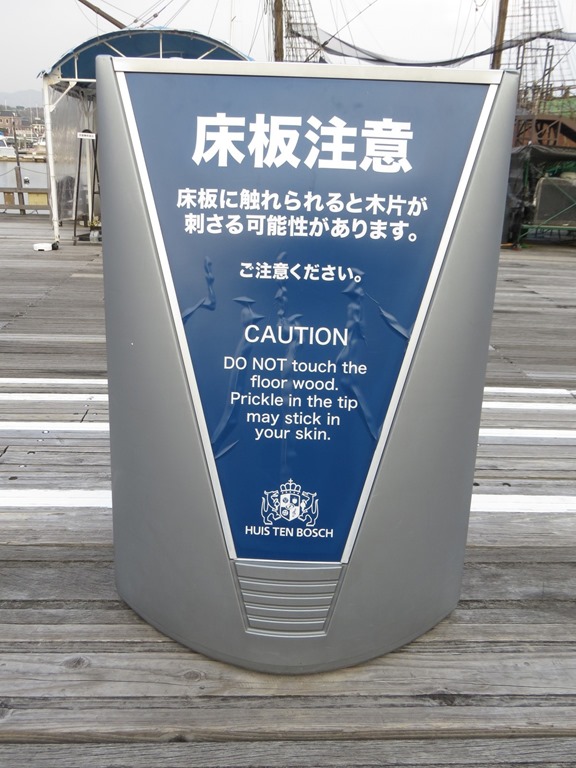 床板注意
床板に触れられると木片が
刺さる可能性があります。
ご注意ください。
CAUTION
DO NOT touch the
floor wood.
Prickle in the tip
may stick in
your skin.
HUIS TEN BOSCH